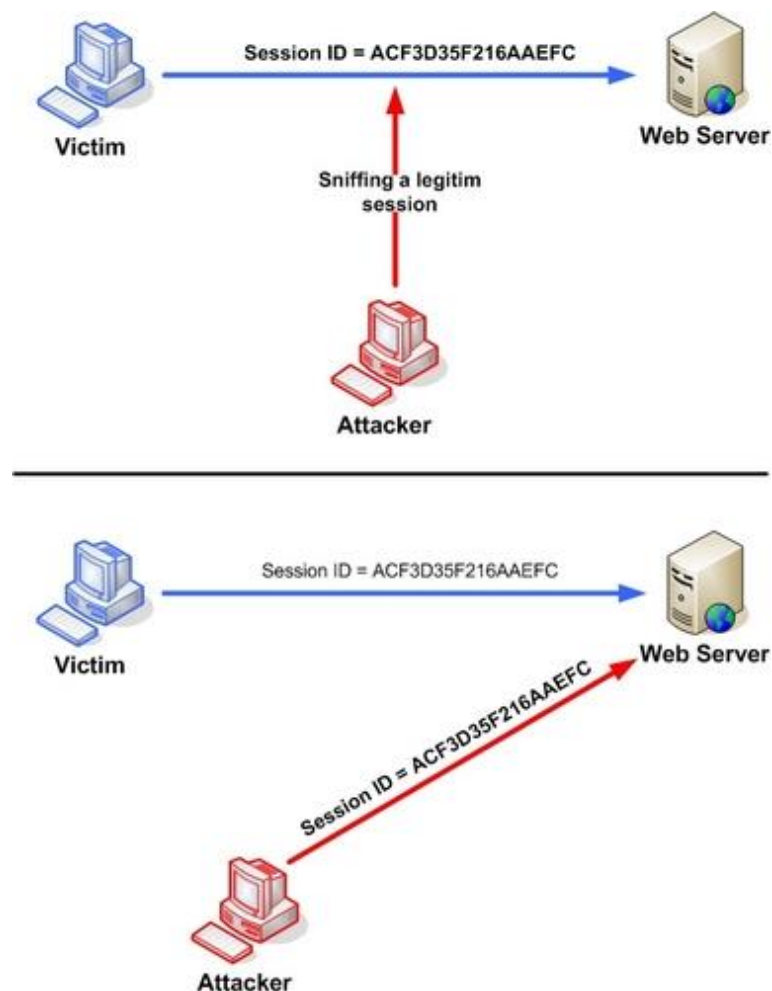 Session ID = ACF3D35F216AAEFC
Victim
Web Server
Sniffing a legitim
session
Attacker
Session ID = ACF3D35F216AAEFC
Victim
Web Server
Session ID = ACF3D35F216AAEFC
Attacker